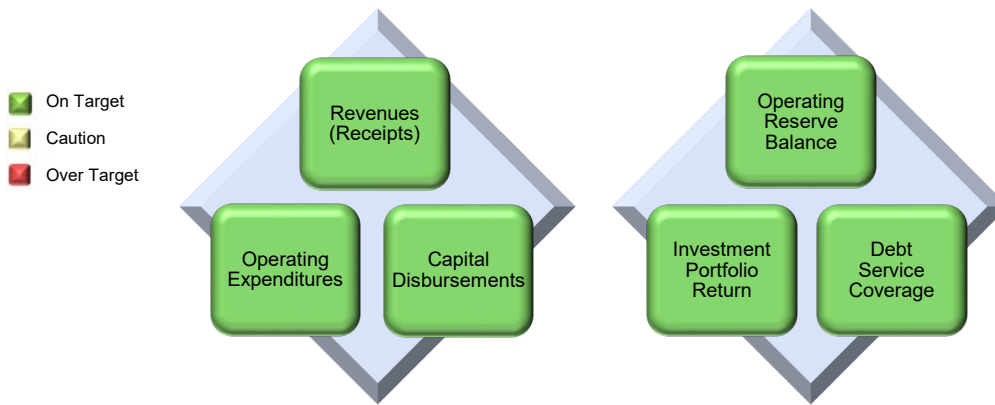 On Target
Caution
Over Target
Revenues
(Receipts)
Operating
Expenditures
Capital
Disbursements
Operating
Reserve
Balance
Investment
Portfolio
Return
Debt
Service
Coverage